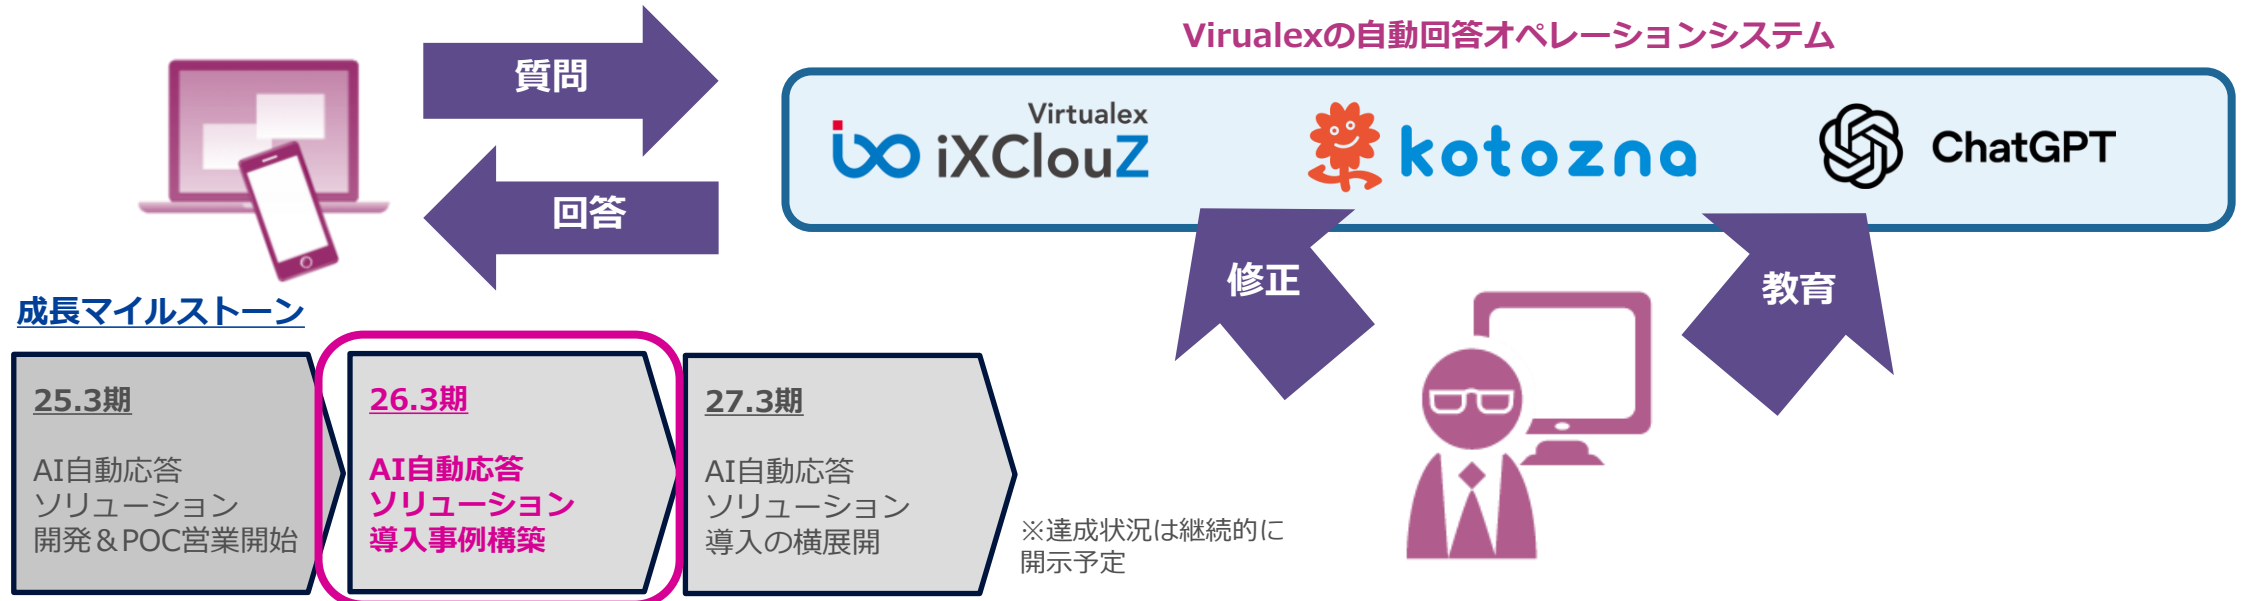 Virualexの自動回答オペレーションシステム
質問
回答
Virtualex
iXClouZ
kotozna
ChatGPT
修正
教育
成長マイルストーン
25.3期
AI自動応答
ソリューション
開発＆POC営業開始
26.3期
AI自動応答
ソリューション
導入事例構築
27.3期
AI自動応答
ソリューション
導入の横展開
※達成状況は継続的に
開示予定